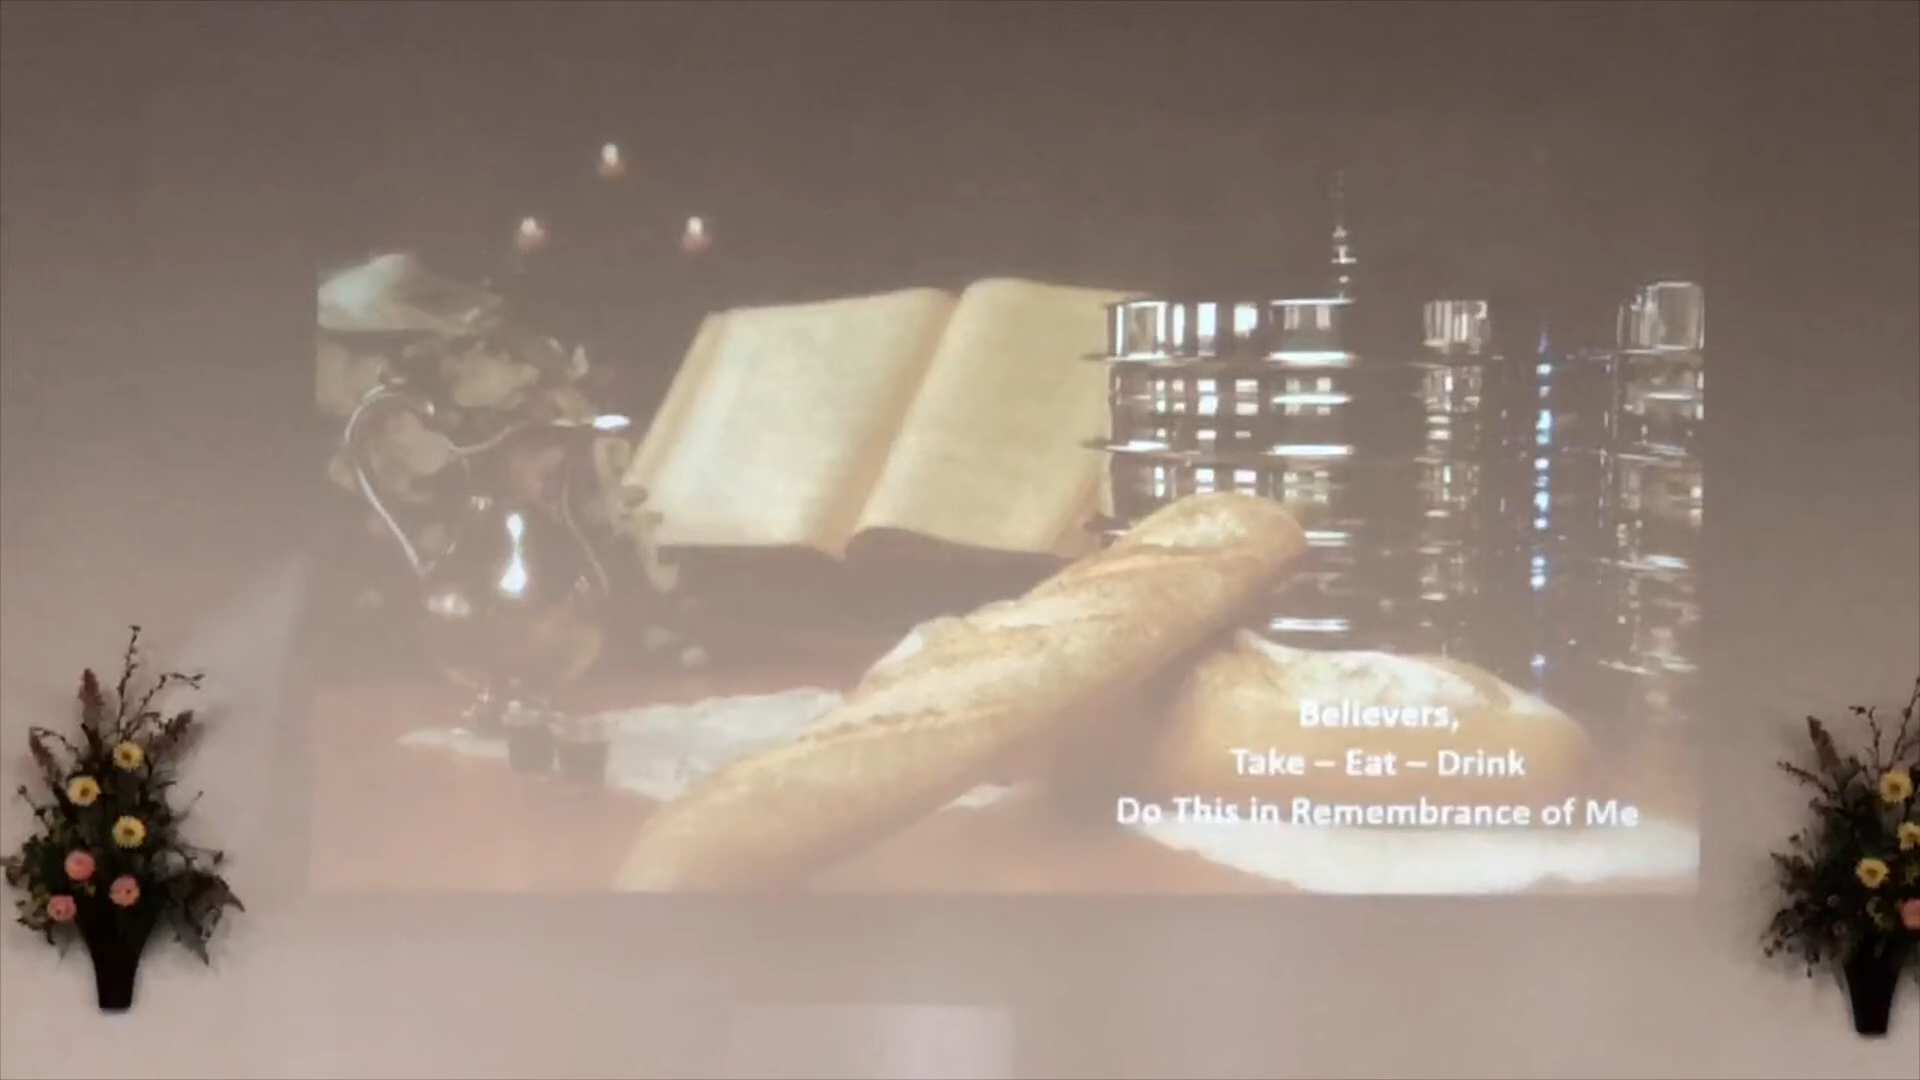 Believers,
Take – Eat – Drink
Do This in Remembrance of Me